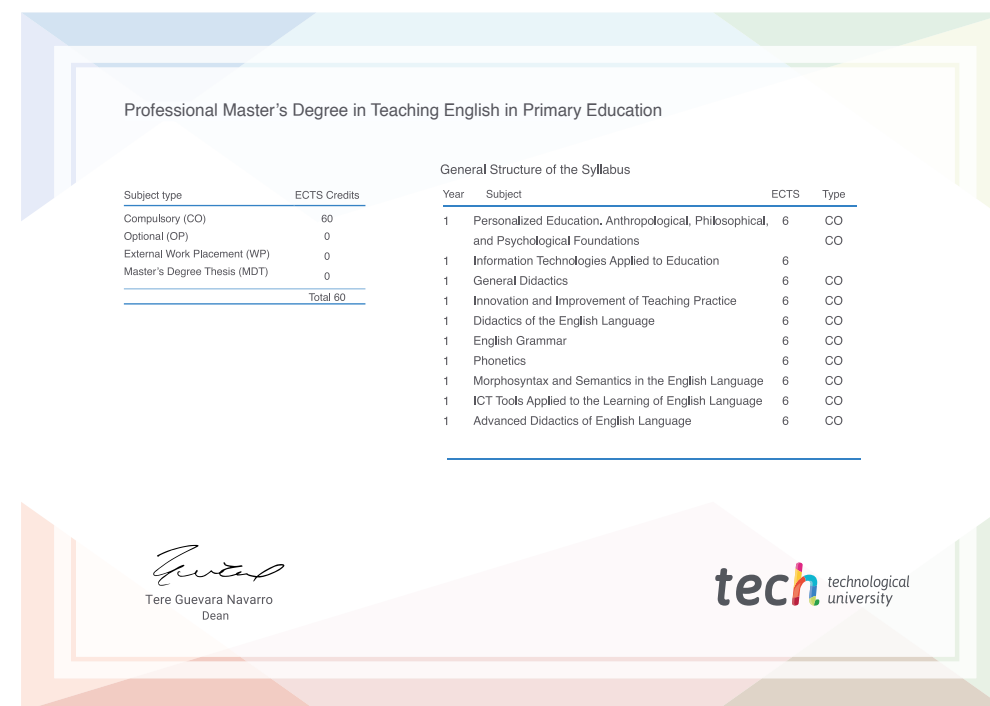 Professional Master's Degree in Teaching English in Primary Education
Subject type ECTS Credits
Compulsory (CO) 60
Optional (OP) 0
External Work Placement (WP) 0
Master's Degree Thesis (MDT) 0
Total 60
General Structure of the Syllabus
Year Subject ECTS Type
1 Personalized Education. Anthropological, Philosophical, 6 CO
and Psychological Foundations CO
1 Information Technologies Applied to Education 6
1 General Didactics 6 CO
1 Innovation and Improvement of Teaching Practice 6 CO
1 Didactics of the English Language 6 CO
1 English Grammar 6 CO
1 Phonetics 6 CO
1 Morphosyntax and Semantics in the English Language 6 CO
1 ICT Tools Applied to the Learning of English Language 6 CO
1 Advanced Didactics of English Language 6 CO
Tere Guevara Navarro
Dean
tech technological
university